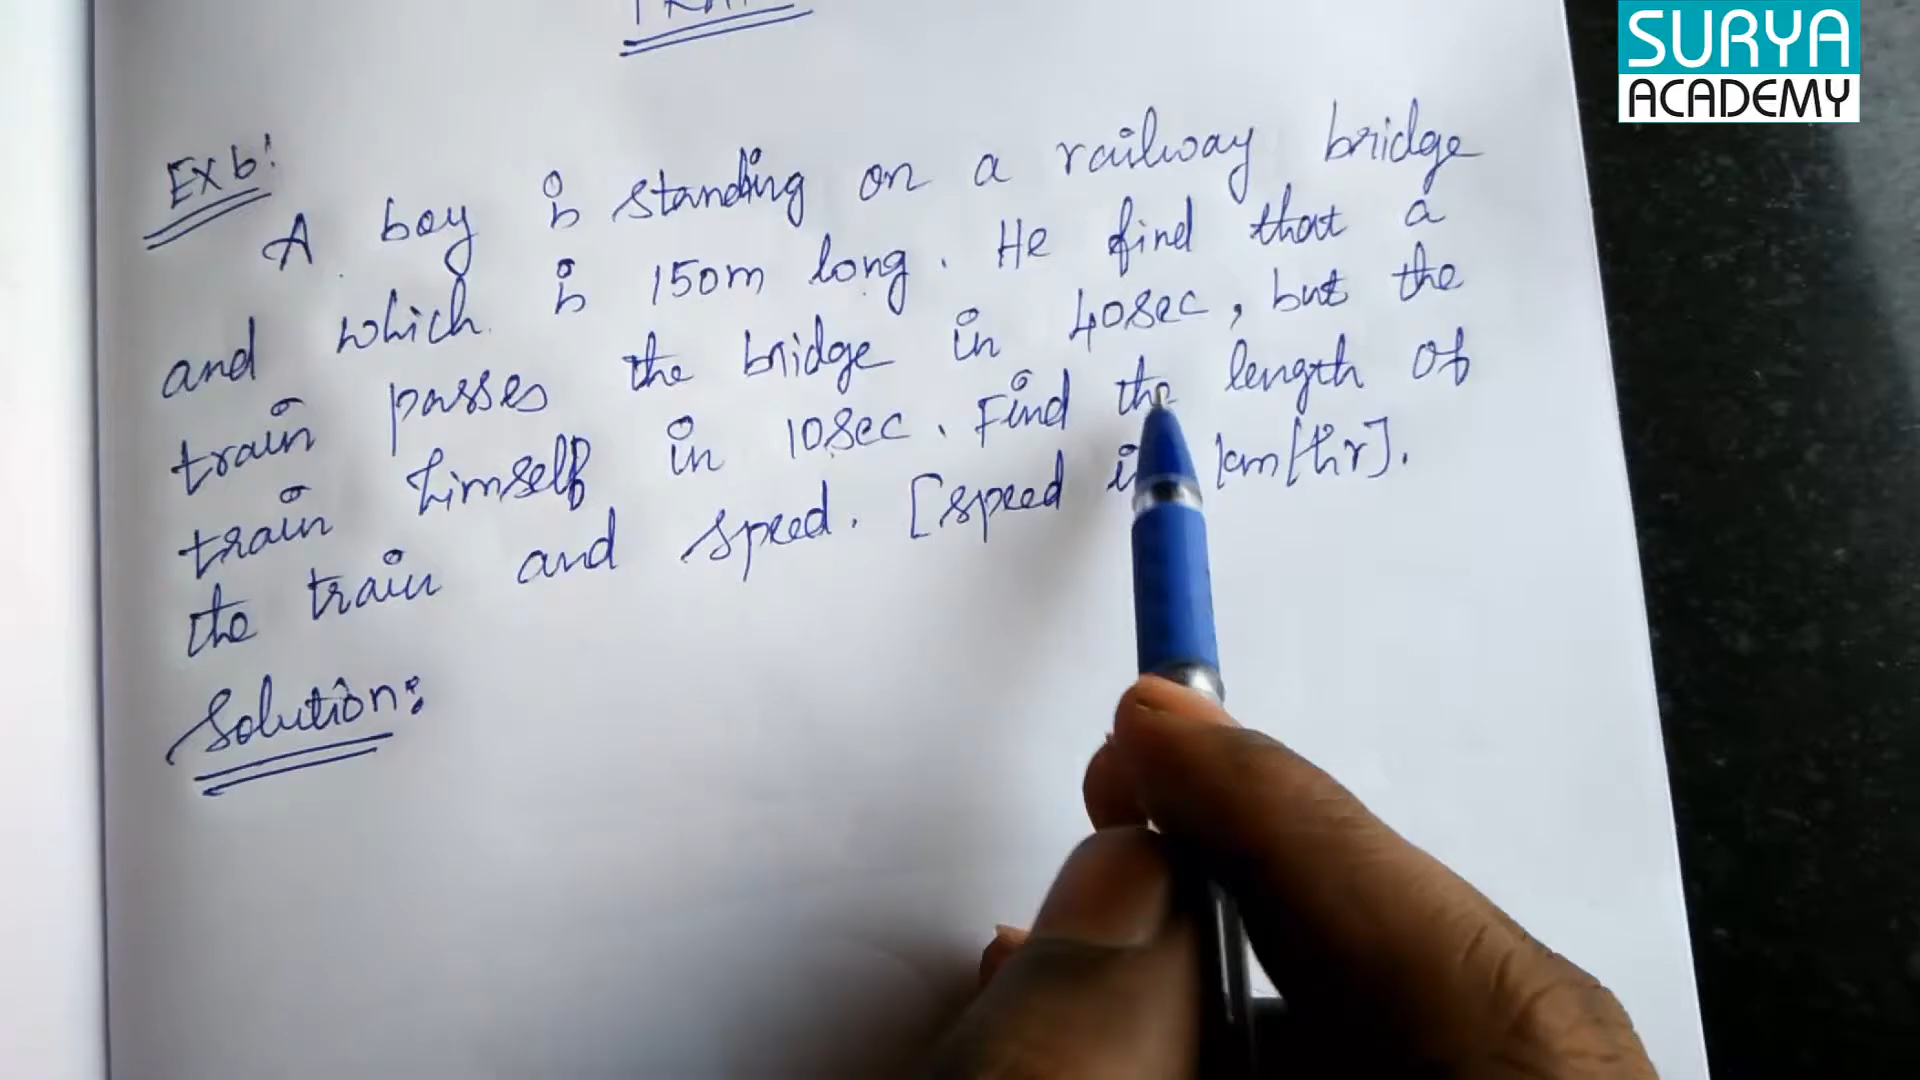 SURYA
ACADEMY
Ex 6:
A boy is standing on a railway bridge
and which is 150m long. He find that a
train passes the bridge in 40sec, but the
train himself in 10sec. Find the length of
the train and speed. [speed in km/hr].
Solution: